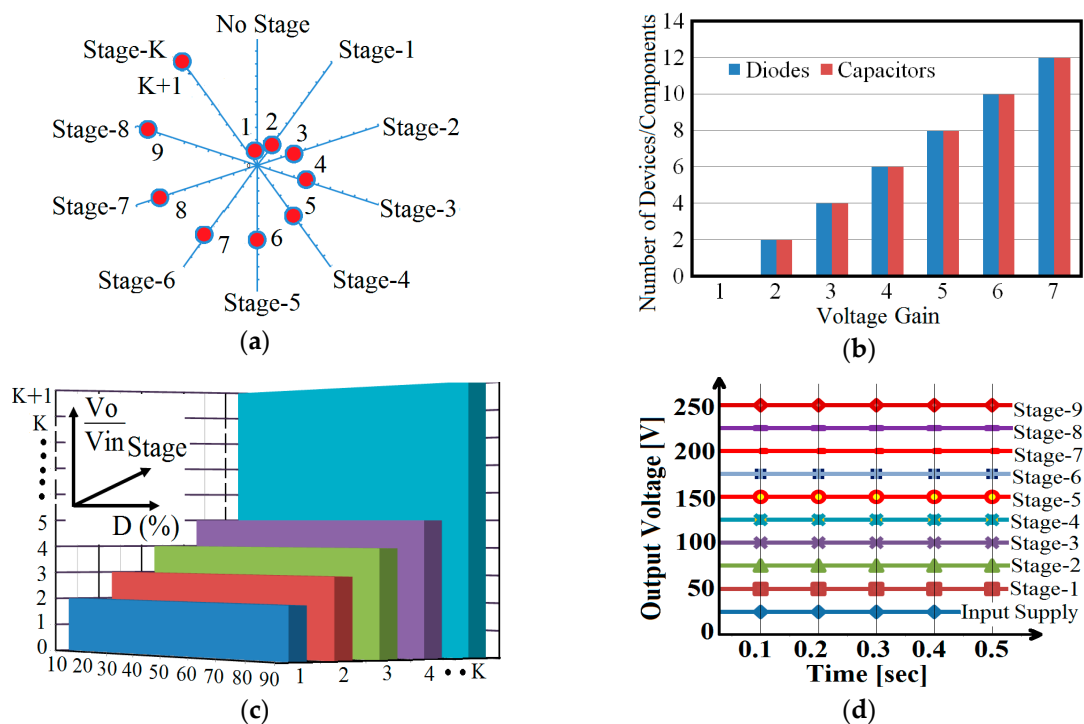 No Stage
Stage-K
Stage-1
K+1
Stage-8
Stage-2
1
2
3
9
4
Stage-7
Stage-3
8
5
7
6
Stage-6
Stage-4
Stage-5
(a)
Number of Devices/Components
14
12
10
8
6
4
2
0
Diodes
Capacitors
1 2 3 4 5 6 7
Voltage Gain
(b)
K+1
K
5
4
3
2
1
0
Vo
Vin
Stage
D (%)
10 20 30 40 50 60 70 80 90
1 2 3 4 K
(c)
Output Voltage [V]
250
200
150
100
50
0
Stage-9
Stage-8
Stage-7
Stage-6
Stage-5
Stage-4
Stage-3
Stage-2
Stage-1
Input Supply
0.1 0.2 0.3 0.4 0.5
Time [sec]
(d)